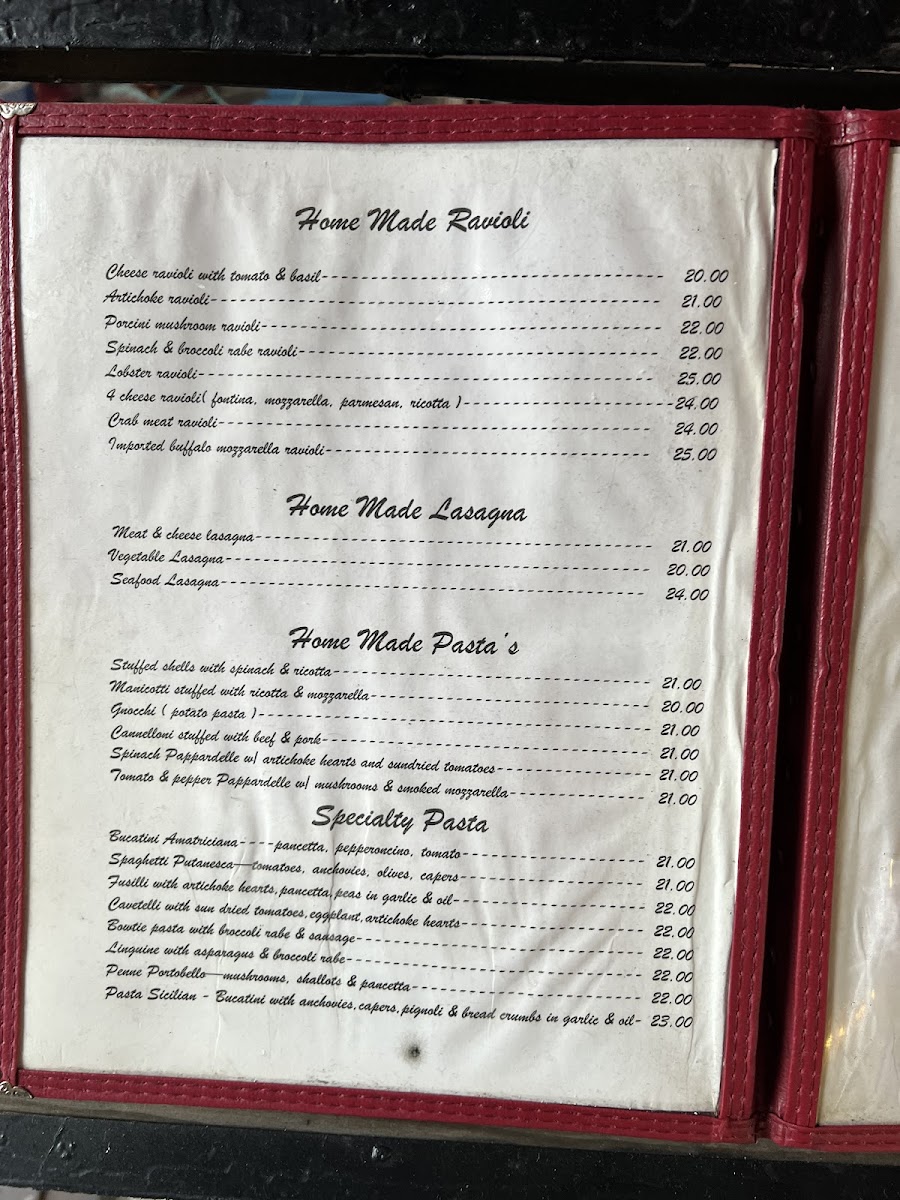 Home Made Ravioli
Cheese ravioli with tomato & basil 20.00
Artichoke ravioli 21.00
Porcini mushroom ravioli 22.00
Spinach & broccoli rabe ravioli 22.00
Lobster ravioli 25.00
4 cheese ravioli( fontina, mozzarella, parmesan, ricotta ) 24.00
Crab meat ravioli 24.00
Imported buffalo mozzarella ravioli 25.00
Home Made Lasagna
Meat & cheese lasagna 21.00
Vegetable Lasagna 20.00
Seafood Lasagna 24.00
Home Made Pasta's
Stuffed shells with spinach & ricotta 21.00
Manicotti stuffed with ricotta & mozzarella 20.00
Gnocchi ( potato pasta ) 21.00
Cannelloni stuffed with beef & pork 21.00
Spinach Pappardelle w/ artichoke hearts and sundried tomatoes 21.00
Tomato & pepper Pappardelle w/ mushrooms & smoked mozzarella 21.00
Specialty Pasta
Bucatini Amatriciana----pancetta, pepperoncino, tomato 21.00
Spaghetti Putanesca—tomatoes, anchovies, olives, capers 21.00
Fusilli with artichoke hearts,pancetta,peas in garlic & oil 22.00
Cavetelli with sun dried tomatoes,eggplant,artichoke hearts 22.00
Bowtie pasta with broccoli rabe & sausage 22.00
Linguine with asparagus & broccoli rabe 22.00
Penne Portobello—mushrooms, shallots & pancetta 22.00
Pasta Sicilian - Bucatini with anchovies,capers,pignoli & bread crumbs in garlic & oil- 23.00